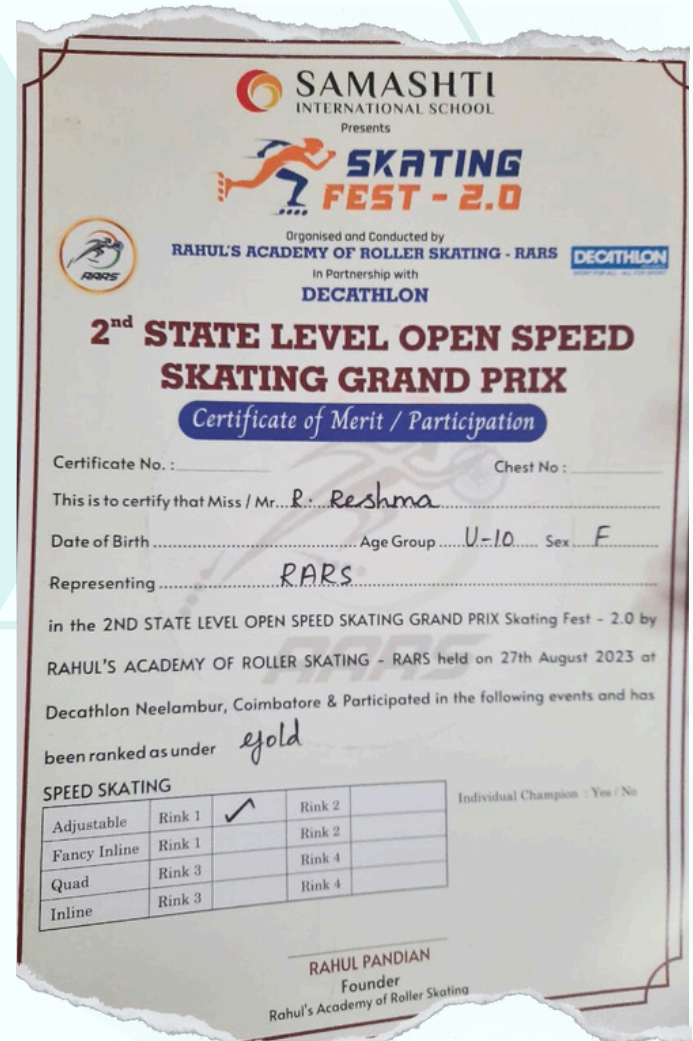 SAMASHTI
INTERNATIONAL SCHOOL
Presents
SKATING
FEST - 2.0
Organised and Conducted by
RAHUL'S ACADEMY OF ROLLER SKATING - RARS
In Partnership with
DECATHLON
RARS
DECATHLON
SPORT FOR ALL - ALL FOR SPORT
2nd STATE LEVEL OPEN SPEED
SKATING GRAND PRIX
Certificate of Merit / Participation
Certificate No. : Chest No :
This is to certify that Miss / Mr. R. Reshma
Date of Birth Age Group U-10 Sex F
Representing RARS
in the 2ND STATE LEVEL OPEN SPEED SKATING GRAND PRIX Skating Fest - 2.0 by
RAHUL'S ACADEMY OF ROLLER SKATING - RARS held on 27th August 2023 at
Decathlon Neelambur, Coimbatore & Participated in the following events and has
been ranked as under gold
RARS
SPEED SKATING
Individual Champion : Yes / No
Adjustable Rink 1 ✓ Rink 2
Fancy Inline Rink 1 Rink 2
Quad Rink 3 Rink 4
Inline Rink 3 Rink 4
RAHUL PANDIAN
Founder
Rahul's Academy of Roller Skating